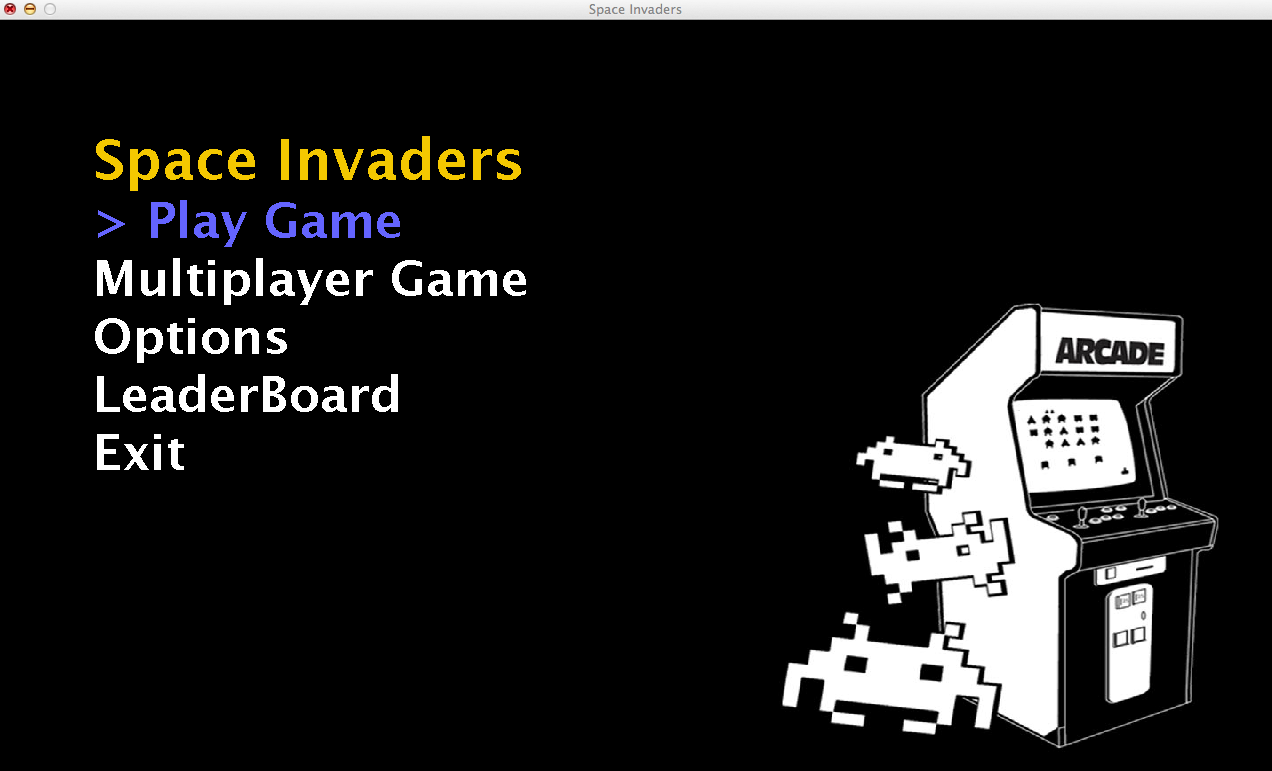 Space Invaders
Space Invaders
> Play Game
Multiplayer Game
Options
LeaderBoard
Exit
ARCADE